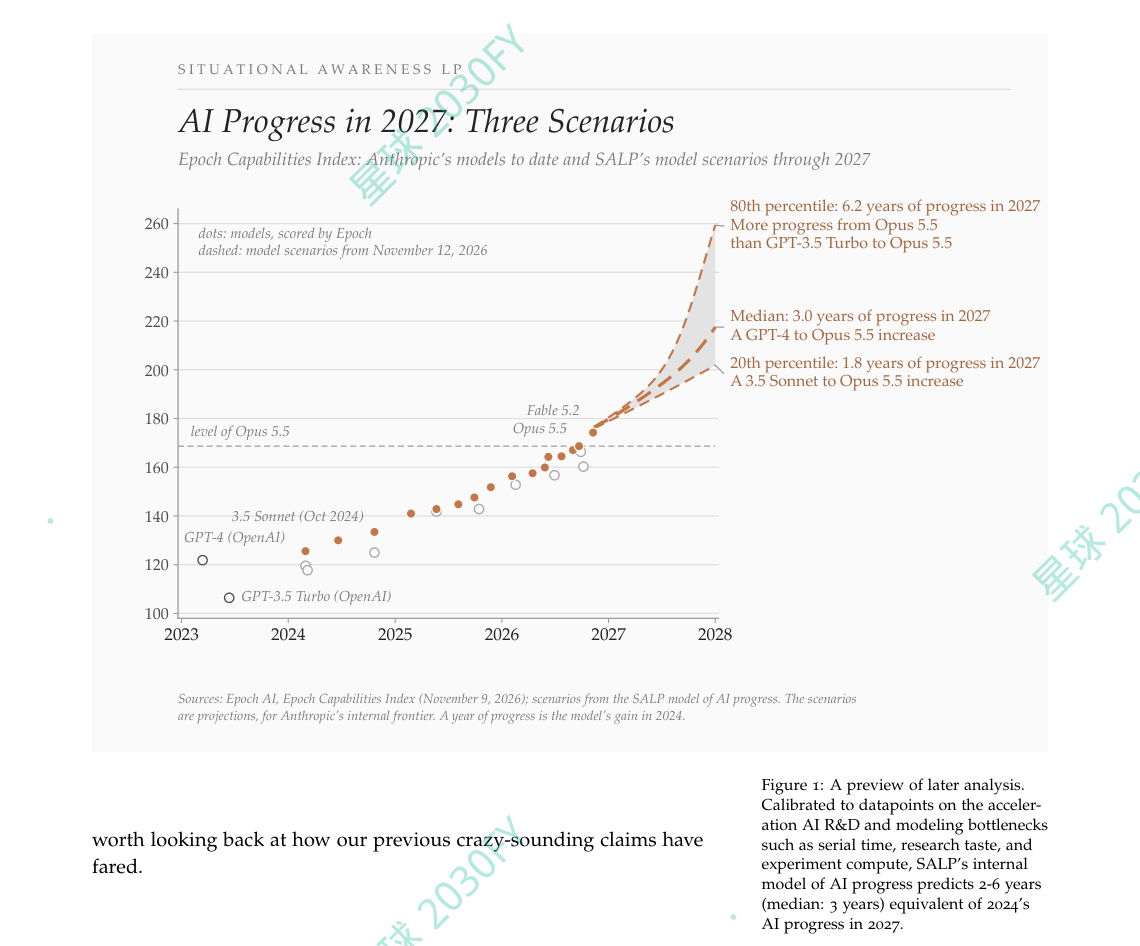 SITUATIONAL AWARENESS LP
AI Progress in 2027: Three Scenarios
Epoch Capabilities Index: Anthropic's models to date and SALP's model scenarios through 2027
260
240
220
200
180
160
140
120
100
dots: models, scored by Epoch
dashed: model scenarios from November 12, 2026
80th percentile: 6.2 years of progress in 2027
More progress from Opus 5.5
than GPT-3.5 Turbo to Opus 5.5
Median: 3.0 years of progress in 2027
A GPT-4 to Opus 5.5 increase
20th percentile: 1.8 years of progress in 2027
A 3.5 Sonnet to Opus 5.5 increase
Fable 5.2
Opus 5.5
level of Opus 5.5
3.5 Sonnet (Oct 2024)
GPT-4 (OpenAI)
GPT-3.5 Turbo (OpenAI)
2023 2024 2025 2026 2027 2028
Sources: Epoch AI, Epoch Capabilities Index (November 9, 2026); scenarios from the SALP model of AI progress. The scenarios
are projections, for Anthropic's internal frontier. A year of progress is the model's gain in 2024.
worth looking back at how our previous crazy-sounding claims have
fared.
Figure 1: A preview of later analysis.
Calibrated to datapoints on the acceler-
ation AI R&D and modeling bottlenecks
such as serial time, research taste, and
experiment compute, SALP's internal
model of AI progress predicts 2-6 years
(median: 3 years) equivalent of 2024's
AI progress in 2027.
星球 2030FY
星球 203
球 2030FY